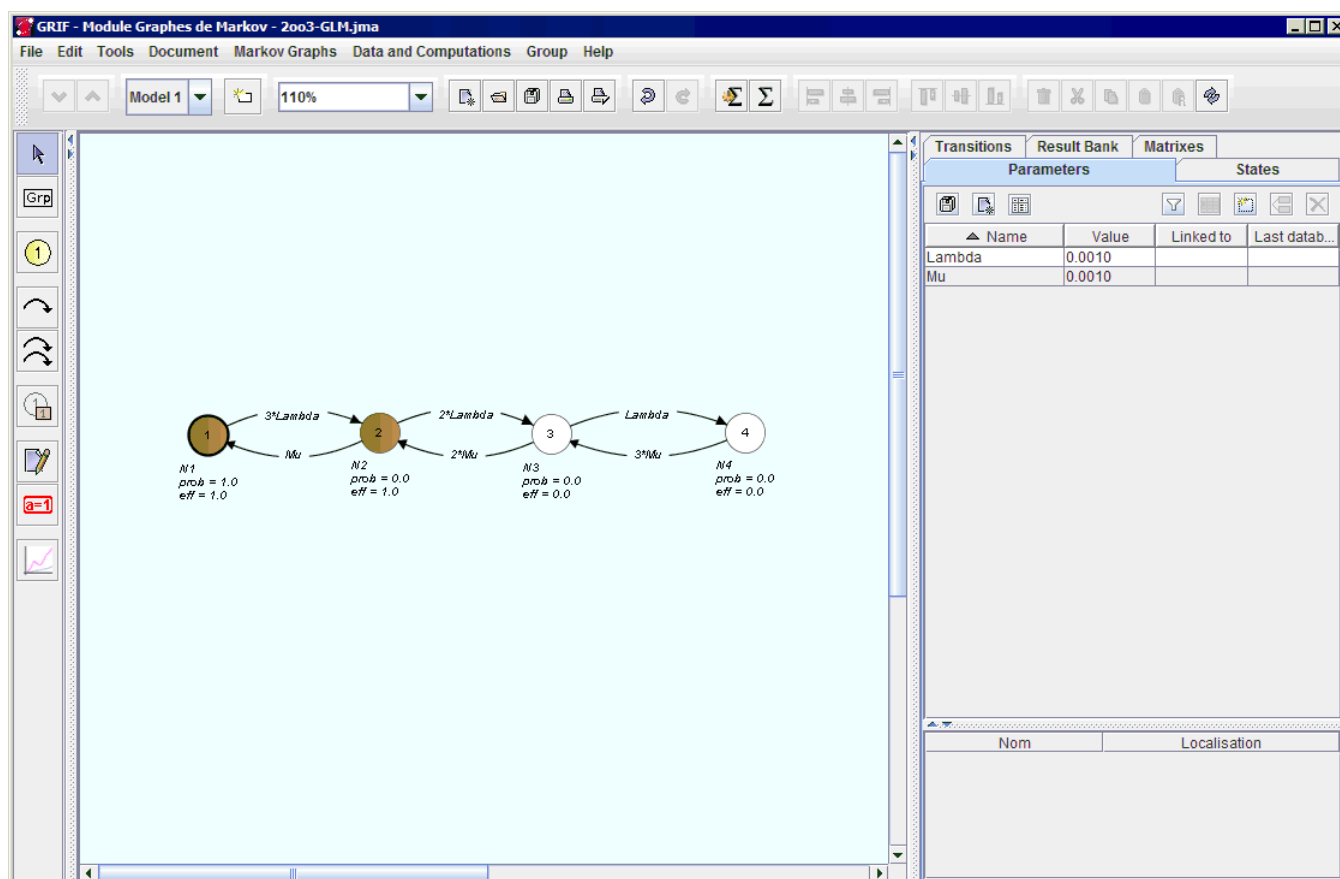 GRIF - Module Graphes de Markov - 2oo3-GLM.jma
File Edit Tools Document Markov Graphs Data and Computations Group Help
Model 1 110% Σ Σ
Grp
1
1
a=1
3*Lambda 2*Lambda Lambda
1 2 3 4
Mu 2*Mu 3*Mu
N1 N2 N3 N4
prob = 1.0 prob = 0.0 prob = 0.0 prob = 0.0
eff = 1.0 eff = 1.0 eff = 0.0 eff = 0.0
Transitions Result Bank Matrixes
Parameters States
Name Value Linked to Last datab...
Lambda 0.0010
Mu 0.0010
Nom Localisation